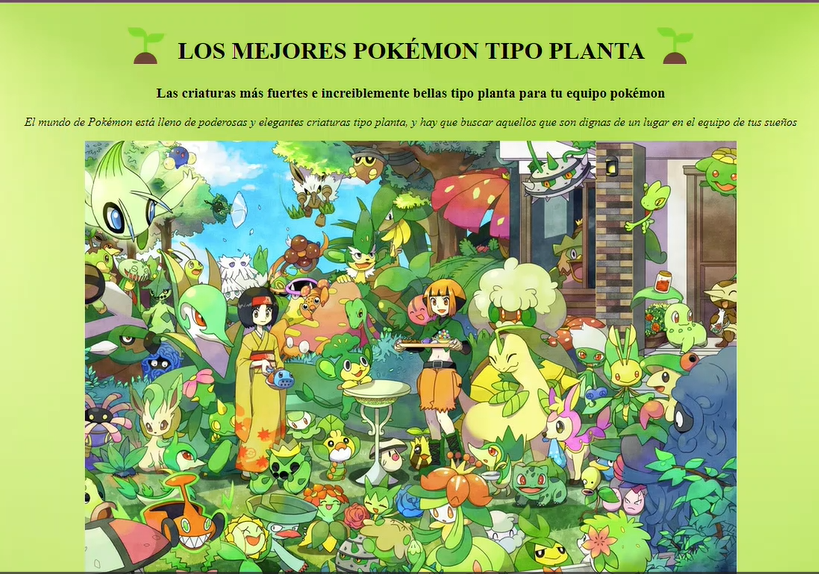 LOS MEJORES POKÉMON TIPO PLANTA
Las criaturas más fuertes e increiblemente bellas tipo planta para tu equipo pokémon
El mundo de Pokémon está lleno de poderosas y elegantes criaturas tipo planta, y hay que buscar aquellos que son dignas de un lugar en el equipo de tus sueños